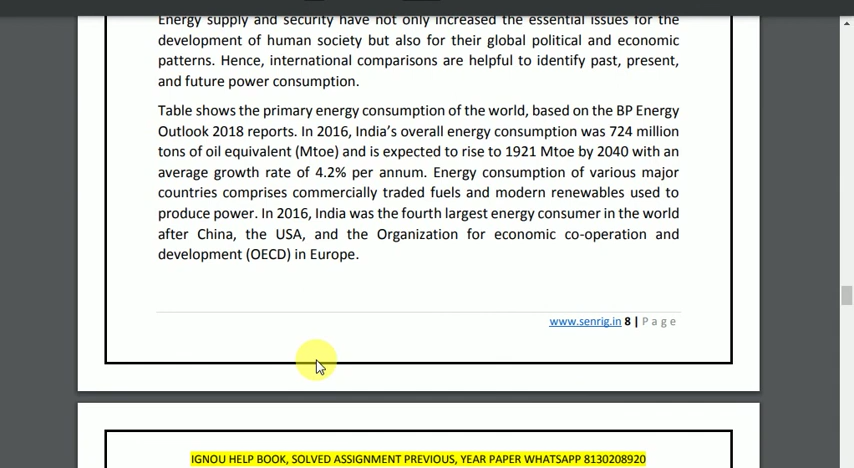 Energy supply and security have not only increased the essential issues for the
development of human society but also for their global political and economic
patterns. Hence, international comparisons are helpful to identify past, present,
and future power consumption.
Table shows the primary energy consumption of the world, based on the BP Energy
Outlook 2018 reports. In 2016, India’s overall energy consumption was 724 million
tons of oil equivalent (Mtoe) and is expected to rise to 1921 Mtoe by 2040 with an
average growth rate of 4.2% per annum. Energy consumption of various major
countries comprises commercially traded fuels and modern renewables used to
produce power. In 2016, India was the fourth largest energy consumer in the world
after China, the USA, and the Organization for economic co-operation and
development (OECD) in Europe.
www.senrig.in 8 | P a g e
IGNOU HELP BOOK, SOLVED ASSIGNMENT PREVIOUS, YEAR PAPER WHATSAPP 8130208920